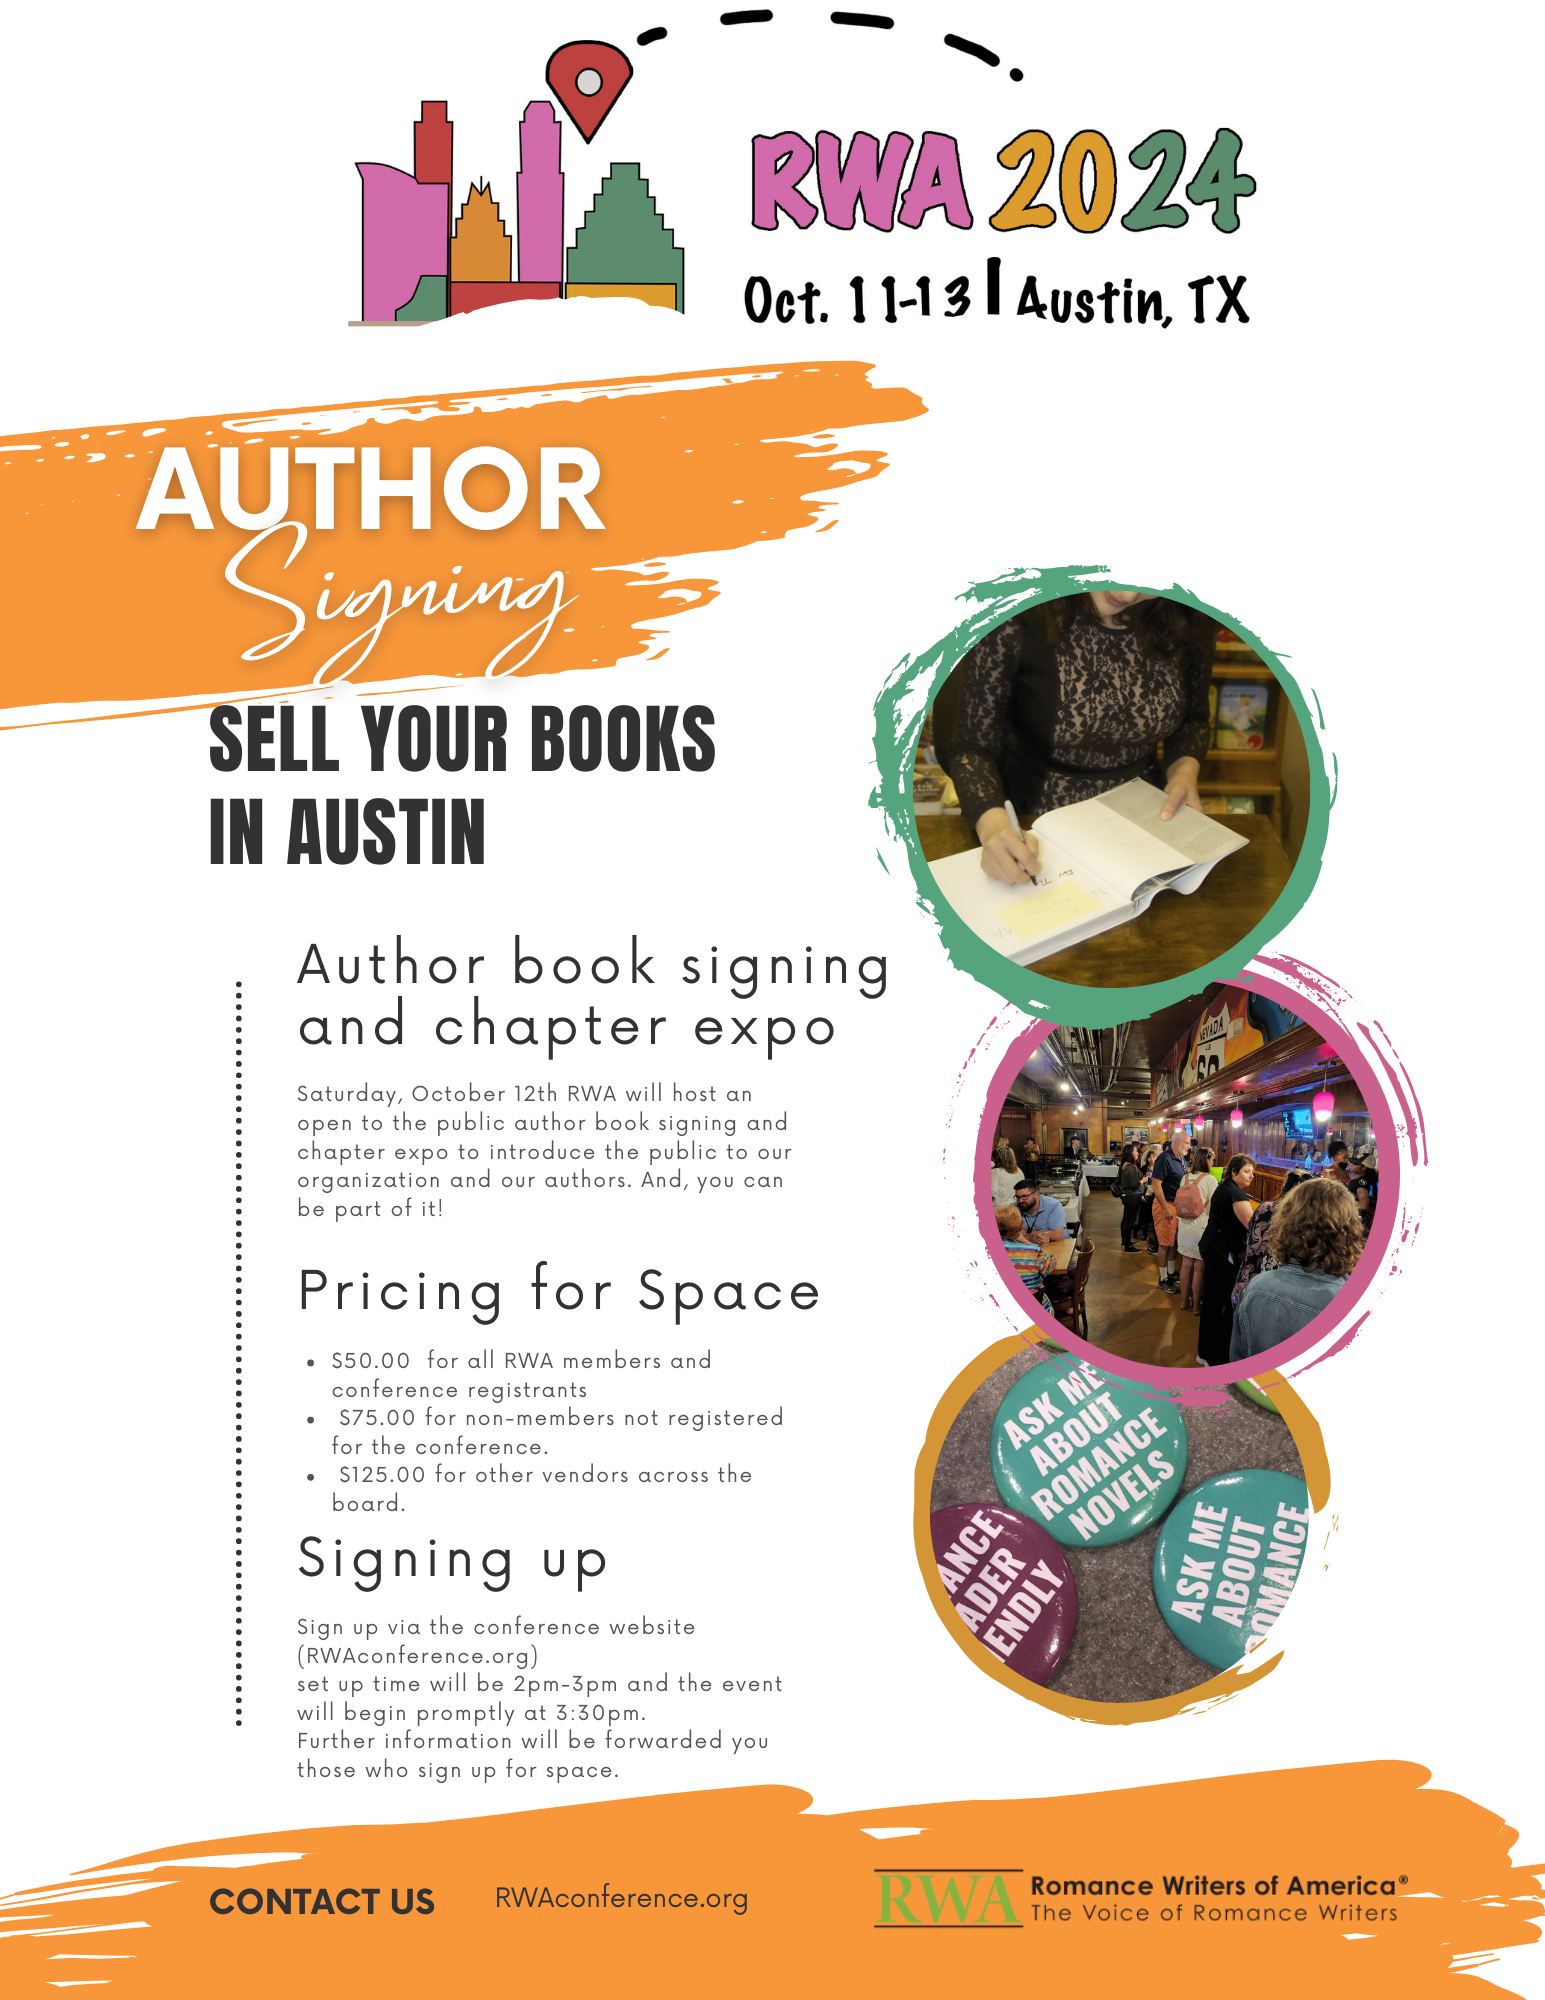 RWA 2024
Oct. 11-13 | Austin, TX
AUTHOR
Signing
SELL YOUR BOOKS
IN AUSTIN
Author book signing
and chapter expo
Saturday, October 12th RWA will host an
open to the public author book signing and
chapter expo to introduce the public to our
organization and our authors. And, you can
be part of it!
Pricing for Space
• $50.00 for all RWA members and
conference registrants
• $75.00 for non-members not registered
for the conference.
• $125.00 for other vendors across the
board.
Signing up
Sign up via the conference website
(RWAconference.org)
set up time will be 2pm-3pm and the event
will begin promptly at 3:30pm.
Further information will be forwarded you
those who sign up for space.
NEVADA
ASK ME
ABOUT
ROMANCE
NOVELS
ASK ME
ABOUT
OMANCE
ANCE
ADER
ENDLY
CONTACT US
RWAconference.org
RWA
Romance Writers of America®
The Voice of Romance Writers